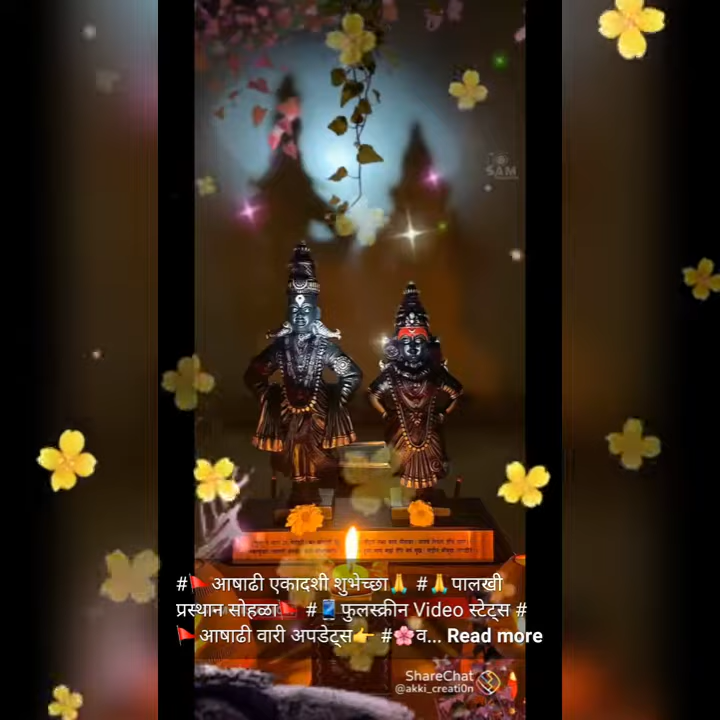 SAM
#🚩आषाढी एकादशी शुभेच्छा🙏 #🙏पालखी
प्रस्थान सोहळा🚩 #📱फुलस्क्रीन Video स्टेट्स #
🚩आषाढी वारी अपडेट्स👉 #🌸व... Read more
ShareChat
@akki_creati0n